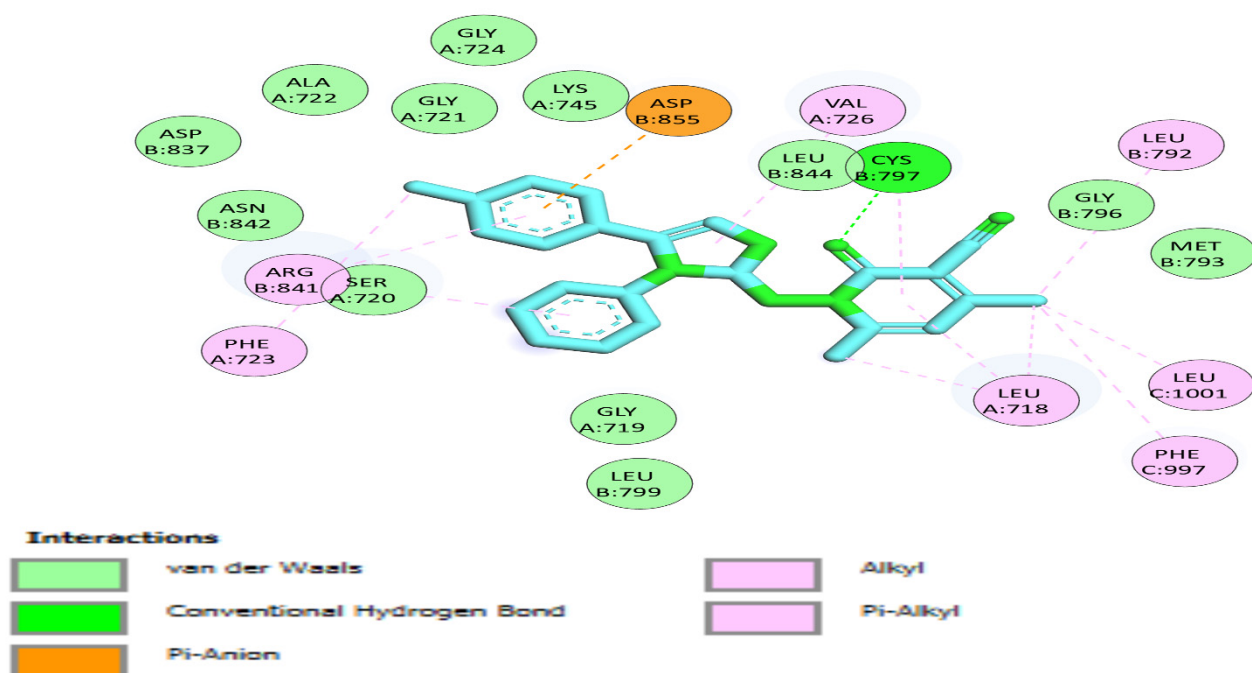 GLY
A:724
ALA
A:722
GLY
A:721
LYS
A:745
ASP
B:855
VAL
A:726
ASP
B:837
LEU
B:844
CYS
B:797
LEU
B:792
ASN
B:842
GLY
B:796
MET
B:793
ARG
B:841
SER
A:720
PHE
A:723
LEU
A:718
LEU
C:1001
GLY
A:719
PHE
C:997
LEU
B:799
Interactions
van der Waals
Conventional Hydrogen Bond
Pi-Anion
Alkyl
Pi-Alkyl